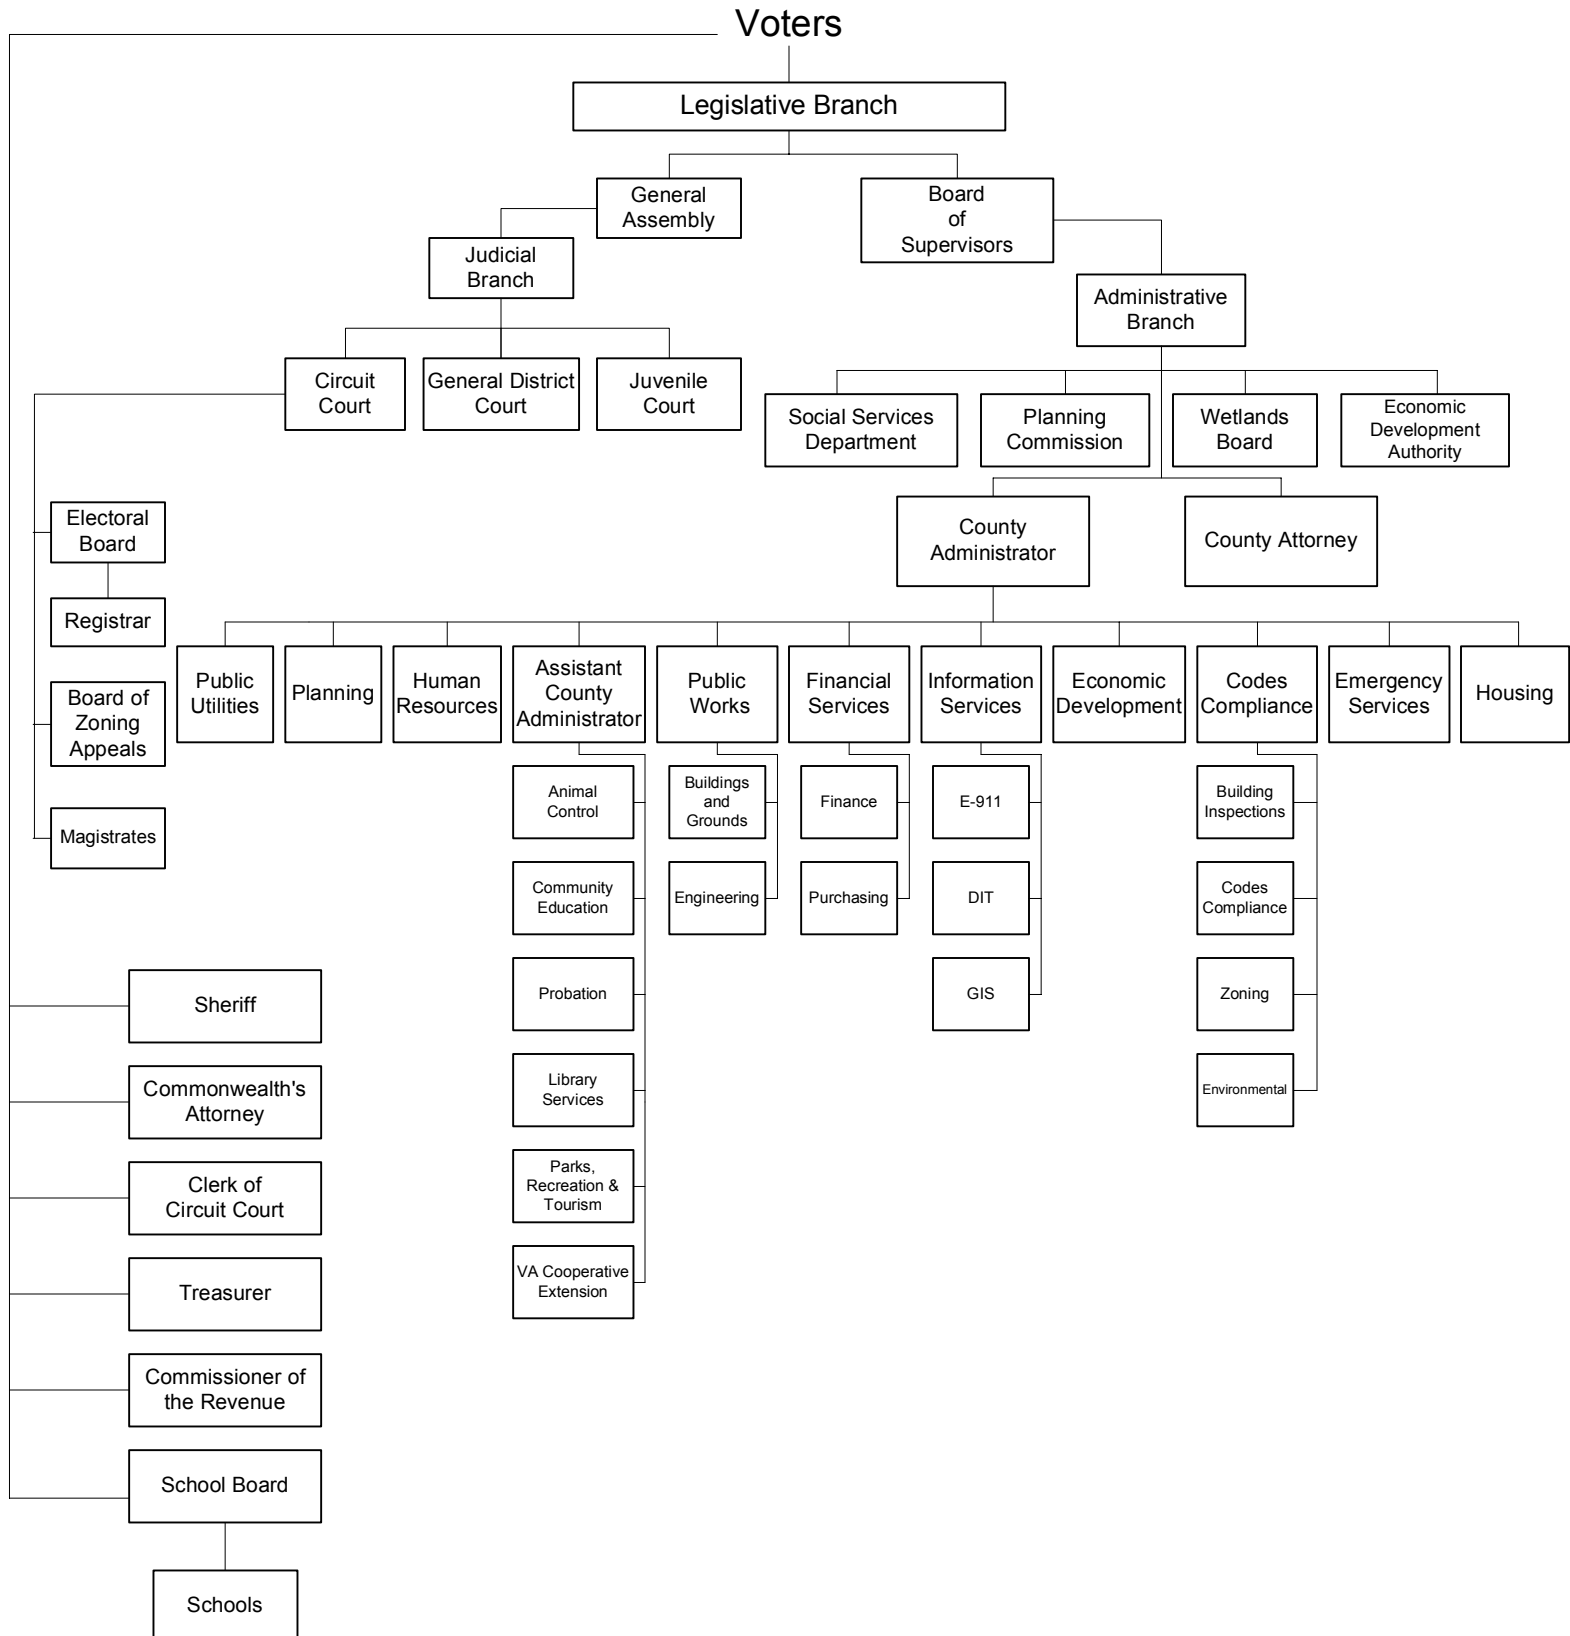 Voters
Legislative Branch
General
Assembly
Board
of
Supervisors
Judicial
Branch
Administrative
Branch
Circuit
Court
General District
Court
Juvenile
Court
Social Services
Department
Planning
Commission
Wetlands
Board
Economic
Development
Authority
County
Administrator
County Attorney
Electoral
Board
Registrar
Board of
Zoning
Appeals
Magistrates
Public
Utilities
Planning
Human
Resources
Assistant
County
Administrator
Public
Works
Financial
Services
Information
Services
Economic
Development
Codes
Compliance
Emergency
Services
Housing
Animal
Control
Community
Education
Probation
Library
Services
Parks,
Recreation &
Tourism
VA Cooperative
Extension
Buildings
and
Grounds
Engineering
Finance
Purchasing
E-911
DIT
GIS
Building
Inspections
Codes
Compliance
Zoning
Environmental
Sheriff
Commonwealth's
Attorney
Clerk of
Circuit Court
Treasurer
Commissioner of
the Revenue
School Board
Schools